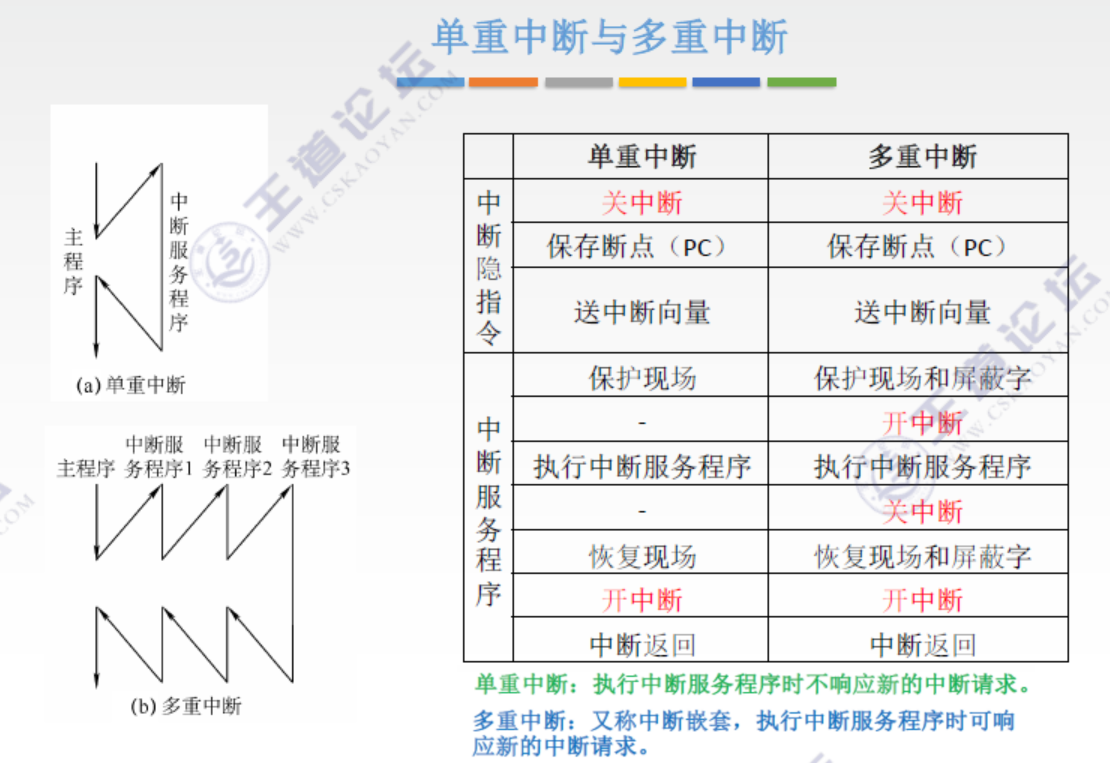 单重中断与多重中断
主程序
中断服务程序
(a)单重中断
中断服 中断服 中断服
主程序 务程序1 务程序2 务程序3
(b)多重中断
单重中断 多重中断
中断隐指令
关中断 关中断
保存断点（PC） 保存断点（PC）
送中断向量 送中断向量
中断服务程序
保护现场 保护现场和屏蔽字
- 开中断
执行中断服务程序 执行中断服务程序
- 关中断
恢复现场 恢复现场和屏蔽字
开中断 开中断
中断返回 中断返回
单重中断：执行中断服务程序时不响应新的中断请求。
多重中断：又称中断嵌套，执行中断服务程序时可响
应新的中断请求。
王道论坛
WWW.CSKAOYAN.COM
王道论坛
WWW.CSKAOYAN.COM